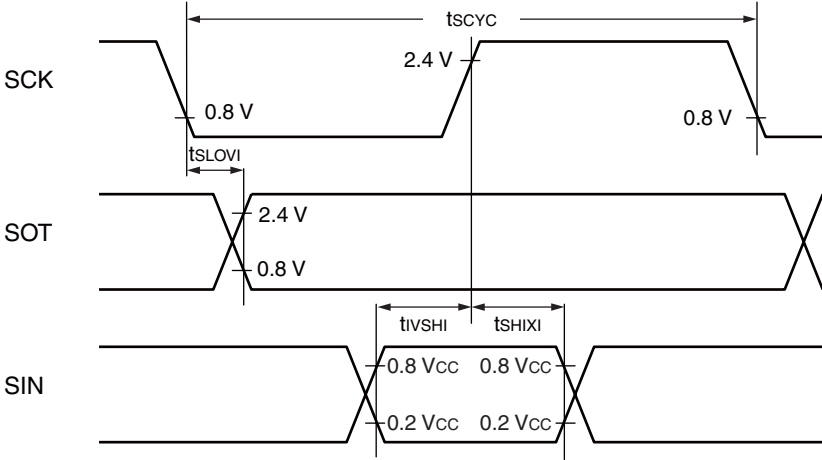 tSCYC
SCK
2.4 V
0.8 V
0.8 V
tSLOVI
SOT
2.4 V
0.8 V
tIVSHI
tSHIXI
SIN
0.8 VCC
0.8 VCC
0.2 VCC
0.2 VCC